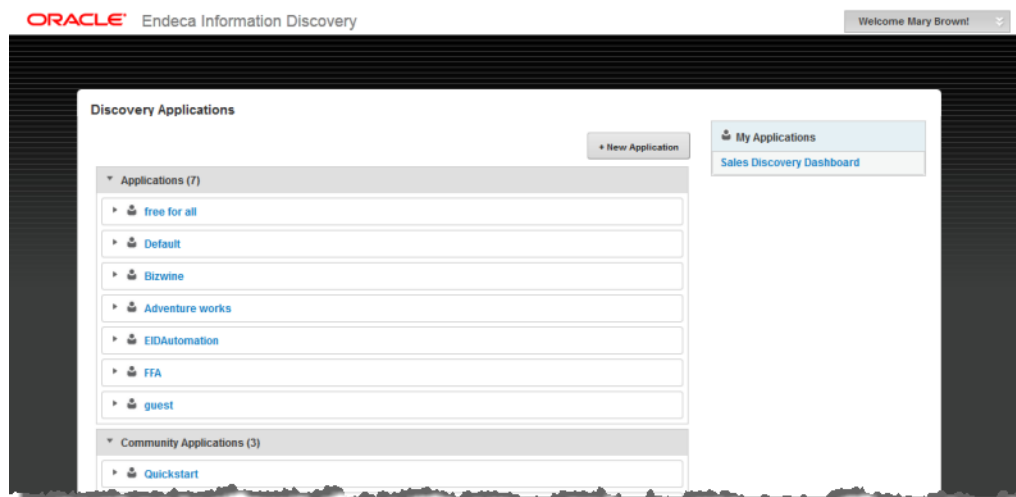 ORACLE® Endeca Information Discovery
Welcome Mary Brown!
Discovery Applications
+ New Application
My Applications
Sales Discovery Dashboard
Applications (7)
free for all
Default
Bizwine
Adventure works
EIDAutomation
FFA
guest
Community Applications (3)
Quickstart